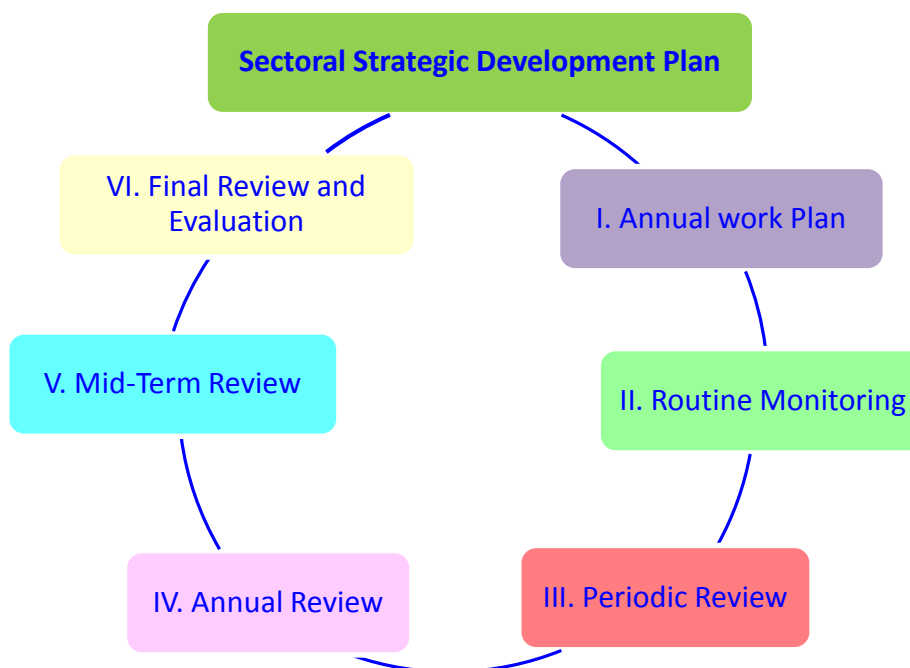 Sectoral Strategic Development Plan
I. Annual work Plan
II. Routine Monitoring
III. Periodic Review
IV. Annual Review
V. Mid-Term Review
VI. Final Review and
Evaluation